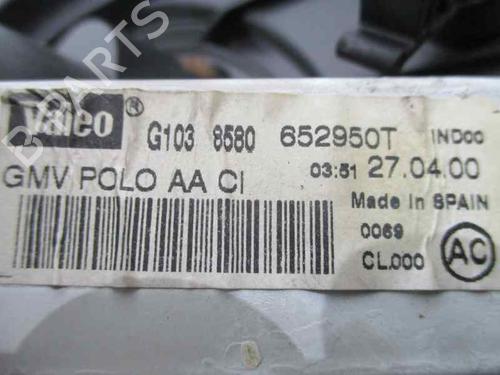 Valeo ® G103 8580 652950T IND00
03:51 27.04.00
GMV POLO AA CI
Made In SPAIN
0069
CL.000 AC
B PARTS